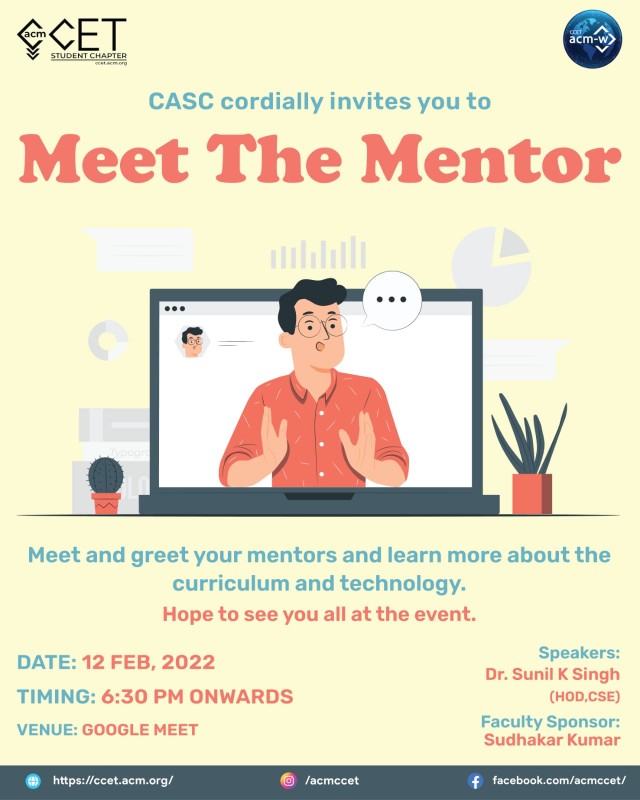 acm CCET
STUDENT CHAPTER
ccet.acm.org
CCET
acm-w
CASC cordially invites you to
Meet The Mentor
Typogra
Meet and greet your mentors and learn more about the
curriculum and technology.
Hope to see you all at the event.
DATE: 12 FEB, 2022
TIMING: 6:30 PM ONWARDS
VENUE: GOOGLE MEET
Speakers:
Dr. Sunil K Singh
(HOD,CSE)
Faculty Sponsor:
Sudhakar Kumar
https://ccet.acm.org/
/acmccet
facebook.com/acmccet/